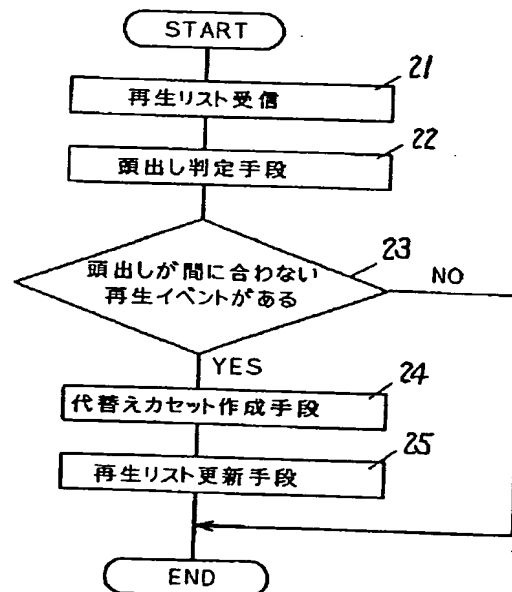 START
21
再生リスト受信
22
頭出し判定手段
23
頭出しが間に合わない
再生イベントがある
NO
YES
24
代替えカセット作成手段
25
再生リスト更新手段
END